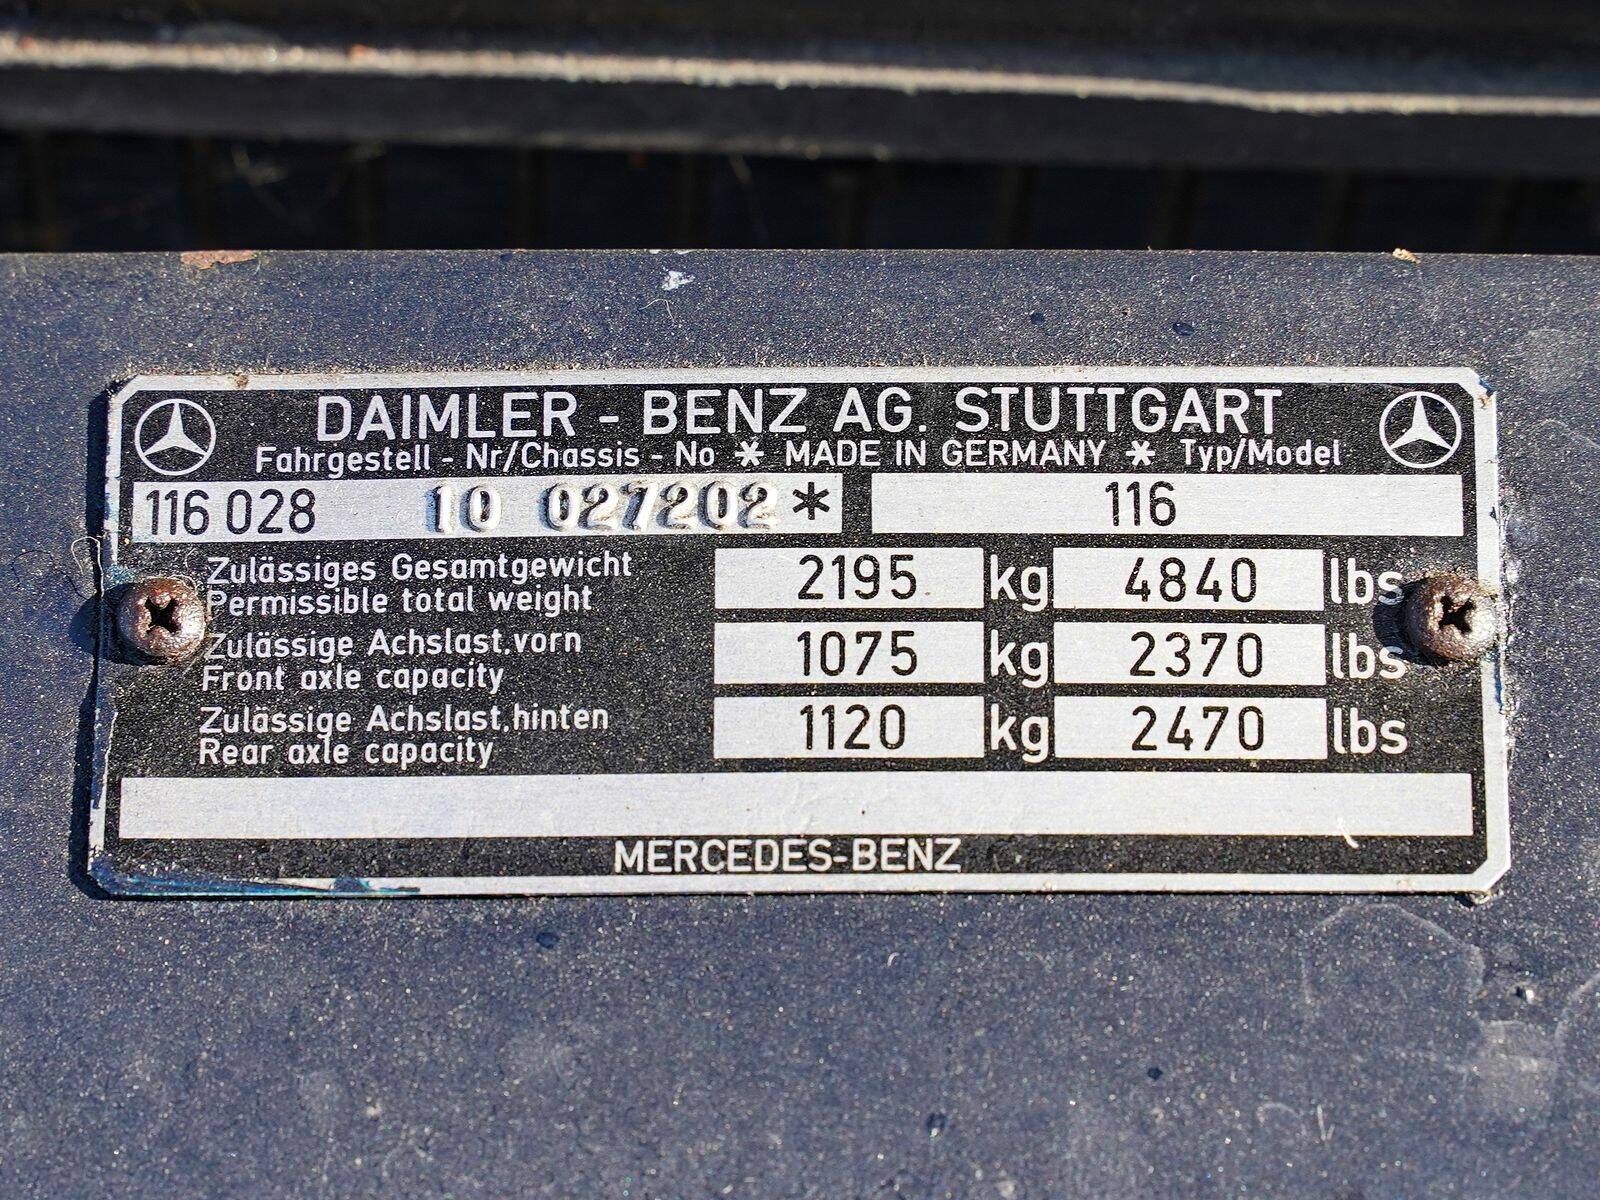 DAIMLER - BENZ AG. STUTTGART
Fahrgestell - Nr/Chassis - No * MADE IN GERMANY * Typ/Model
116 028 10 027202* 116
Zulässiges Gesamtgewicht
Permissible total weight 2195 kg 4840 lbs
Zulässige Achslast,vorn
Front axle capacity 1075 kg 2370 lbs
Zulässige Achslast,hinten
Rear axle capacity 1120 kg 2470 lbs
MERCEDES-BENZ